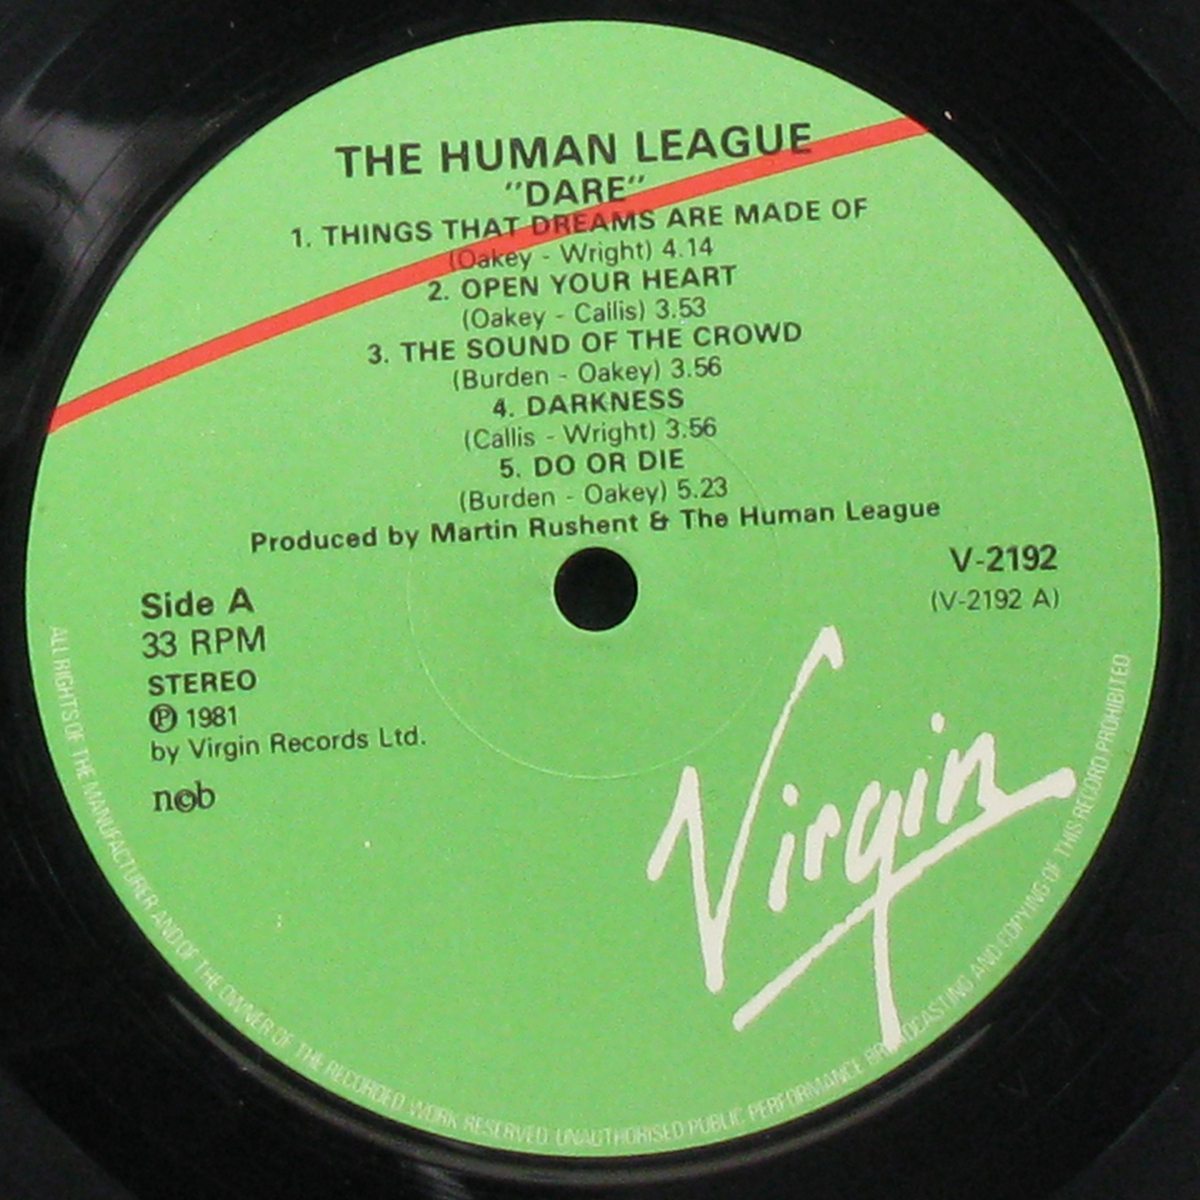 THE HUMAN LEAGUE
"DARE"
1. THINGS THAT DREAMS ARE MADE OF
(Oakey - Wright) 4.14
2. OPEN YOUR HEART
(Oakey - Callis) 3.53
3. THE SOUND OF THE CROWD
(Burden - Oakey) 3.56
4. DARKNESS
(Callis - Wright) 3.56
5. DO OR DIE
(Burden - Oakey) 5.23
Produced by Martin Rushent & The Human League
V-2192
(V-2192 A)
Side A
33 RPM
STEREO
℗ 1981
by Virgin Records Ltd.
n©b
Virgin
ALL RIGHTS OF THE MANUFACTURER AND OF THE OWNER OF THE RECORDED WORK RESERVED. UNAUTHORISED PUBLIC PERFORMANCE BROADCASTING AND COPYING OF THIS RECORD PROHIBITED